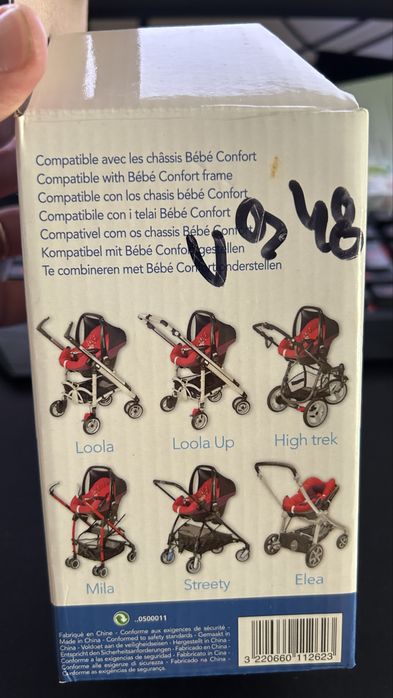 Compatible avec les châssis Bébé Confort
Compatible with Bébé Confort frame
Compatible con los chasis bébé Confort
Compatibile con i telai Bébé Confort
Compativel com os chassis Bébé Confort
Kompatibel mit Bébé Confort gestellen
Te combineren met Bébé Confort onderstellen
Loola
Loola Up
High trek
Mila
Streety
Elea
..0500011
Fabriqué en Chine - Conforme aux exigences de sécurité -
Made in China - Conformed to safety standards - Gemaakt in
China - Voldoet aan de veiligheidseisen - Hergestellt in China -
Entspricht den Sicherheitsanforderungen - Fabricado en China -
Conforme a las exigencias de seguridad - Fabbricato in Cina -
Conforme alle esigenze di sicurezza - Fabricado na China -
Conforme as exigências de segurança.
3 220660 112623